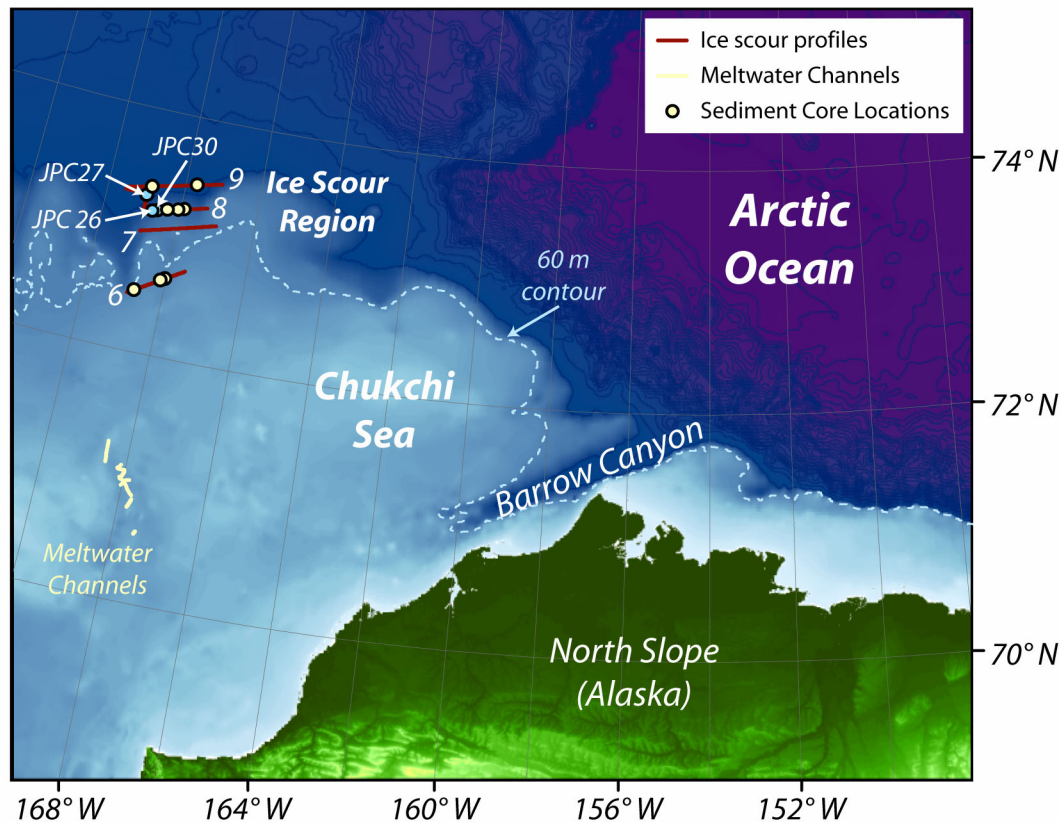 Ice scour profiles
Meltwater Channels
Sediment Core Locations
74° N
JPC30
JPC27
9
Ice Scour
Region
JPC 26
8
7
6
Arctic
Ocean
60 m
contour
Chukchi
Sea
72° N
Barrow Canyon
Meltwater
Channels
North Slope
(Alaska)
70° N
168° W
164° W
160° W
156° W
152° W